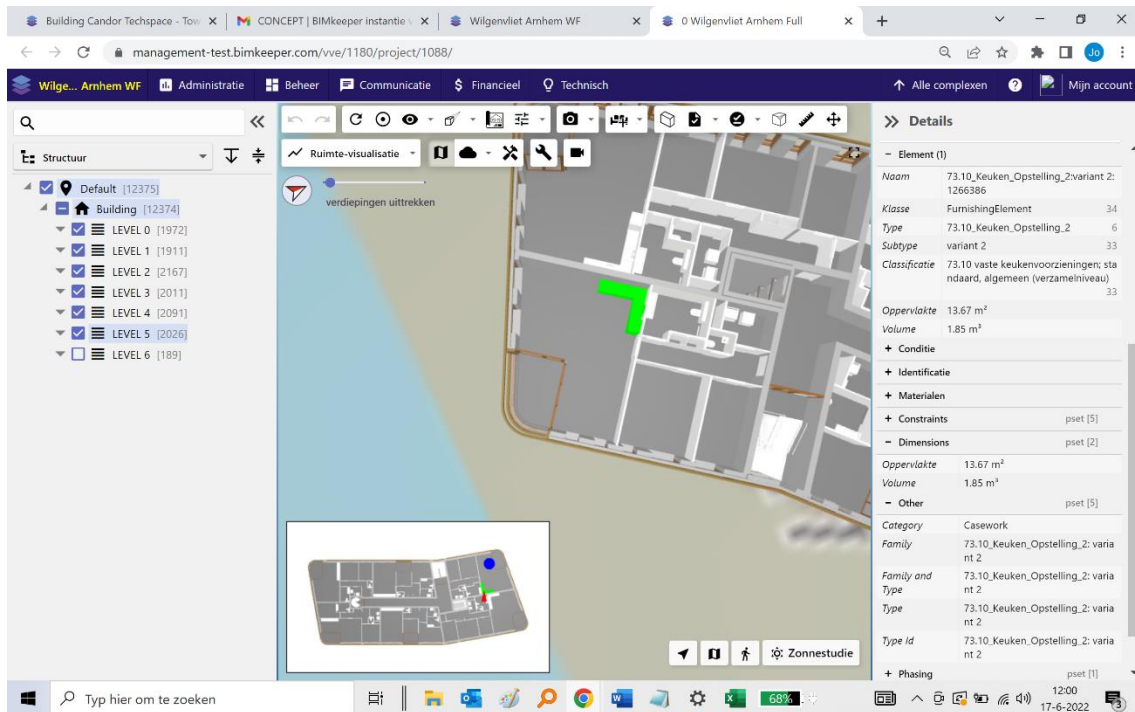 Building Candor Techspace - Tow
CONCEPT | BIMkeeper instantie v
Wilgenvliet Arnhem WF
0 Wilgenvliet Arnhem Full
management-test.bimkeeper.com/vve/1180/project/1088/
Jo
Wilge... Arnhem WF
Administratie
Beheer
Communicatie
Financieel
Technisch
Alle complexen
Mijn account
Structuur
Default [12375]
Building [12374]
LEVEL 0 [1972]
LEVEL 1 [1911]
LEVEL 2 [2167]
LEVEL 3 [2011]
LEVEL 4 [2091]
LEVEL 5 [2026]
LEVEL 6 [189]
Ruimte-visualisatie
verdiepingen uittrekken
Zonnestudie
Details
− Element (1)
Naam 73.10_Keuken_Opstelling_2:variant 2:
1266386
Klasse FurnishingElement 34
Type 73.10_Keuken_Opstelling_2 6
Subtype variant 2 33
Classificatie 73.10 vaste keukenvoorzieningen; sta
ndaard, algemeen (verzamelniveau)
33
Oppervlakte 13.67 m²
Volume 1.85 m³
+ Conditie
+ Identificatie
+ Materialen
+ Constraints pset [5]
− Dimensions pset [2]
Oppervlakte 13.67 m²
Volume 1.85 m³
− Other pset [5]
Category Casework
Family 73.10_Keuken_Opstelling_2: varia
nt 2
Family and 73.10_Keuken_Opstelling_2: varia
Type nt 2
Type 73.10_Keuken_Opstelling_2: varia
nt 2
Type Id 73.10_Keuken_Opstelling_2: varia
nt 2
+ Phasing pset [1]
Typ hier om te zoeken
68%
12:00
17-6-2022